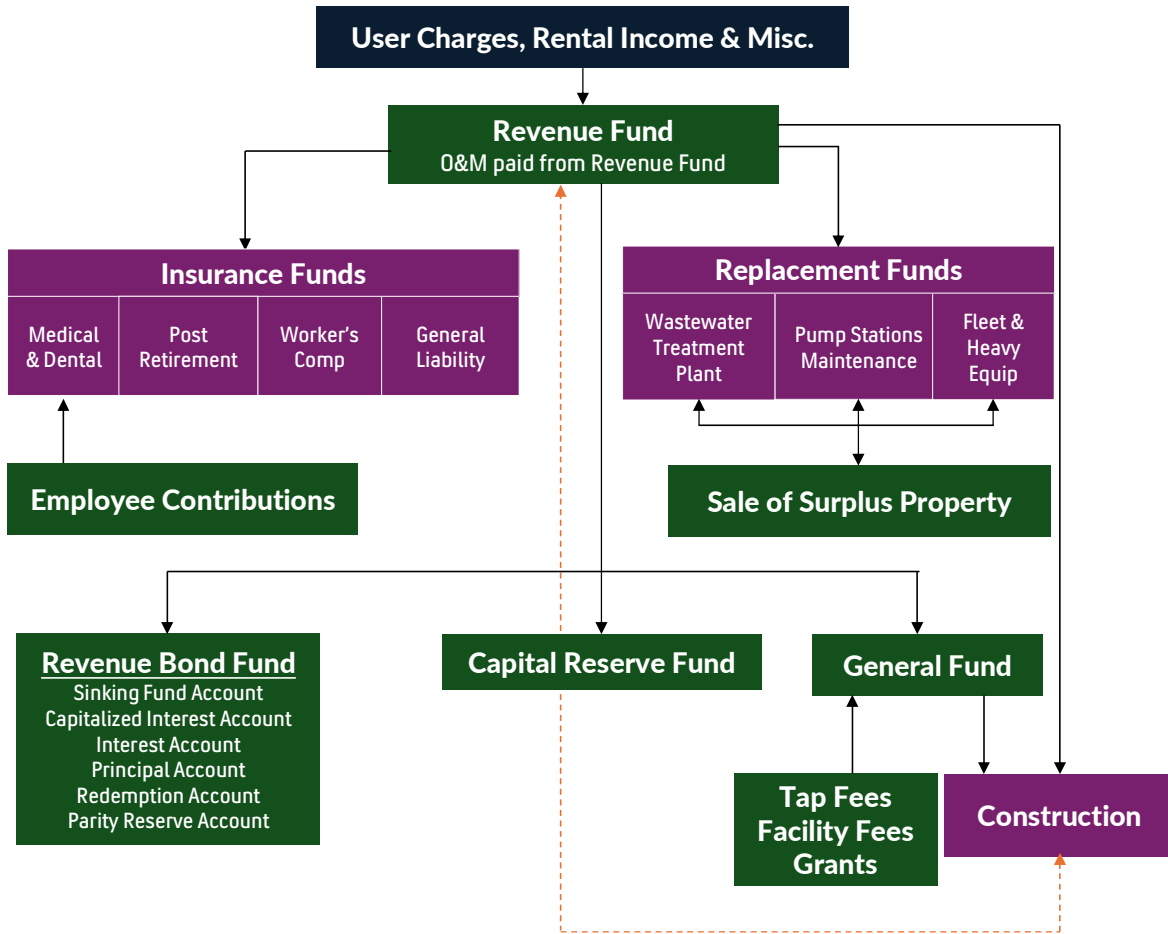 User Charges, Rental Income & Misc.
Revenue Fund
O&M paid from Revenue Fund
Insurance Funds
Medical
& Dental
Post
Retirement
Worker's
Comp
General
Liability
Replacement Funds
Wastewater
Treatment
Plant
Pump Stations
Maintenance
Fleet &
Heavy
Equip
Employee Contributions
Sale of Surplus Property
Revenue Bond Fund
Sinking Fund Account
Capitalized Interest Account
Interest Account
Principal Account
Redemption Account
Parity Reserve Account
Capital Reserve Fund
General Fund
Tap Fees
Facility Fees
Grants
Construction